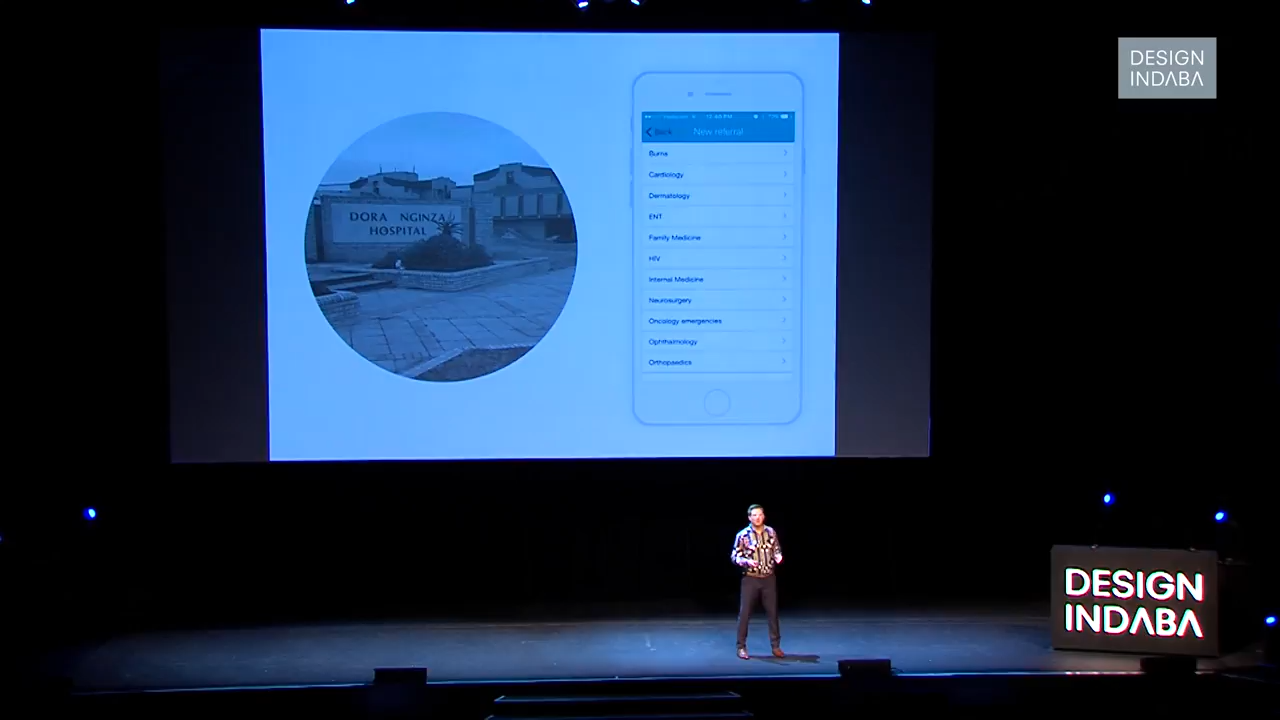 DESIGN
INDABA
DORA NGINZA
HOSPITAL
Back
New referral
Burns
Cardiology
Dermatology
ENT
Family Medicine
HIV
Internal Medicine
Neurosurgery
Oncology emergencies
Ophthalmology
Orthopaedics
DESIGN
INDABA